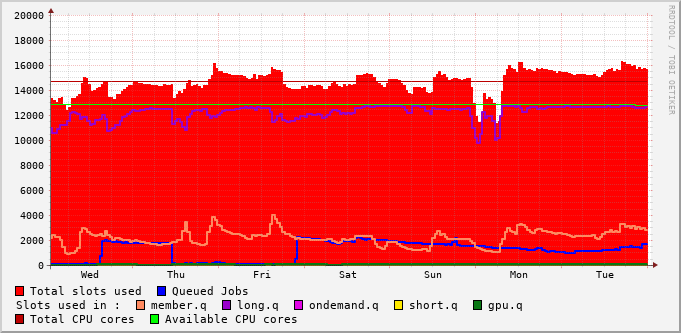 RRDTOOL / TOBI OETIKER
20000
18000
16000
14000
12000
10000
8000
6000
4000
2000
0
Wed Thu Fri Sat Sun Mon Tue
Total slots used Queued Jobs
Slots used in : member.q long.q ondemand.q short.q gpu.q
Total CPU cores Available CPU cores